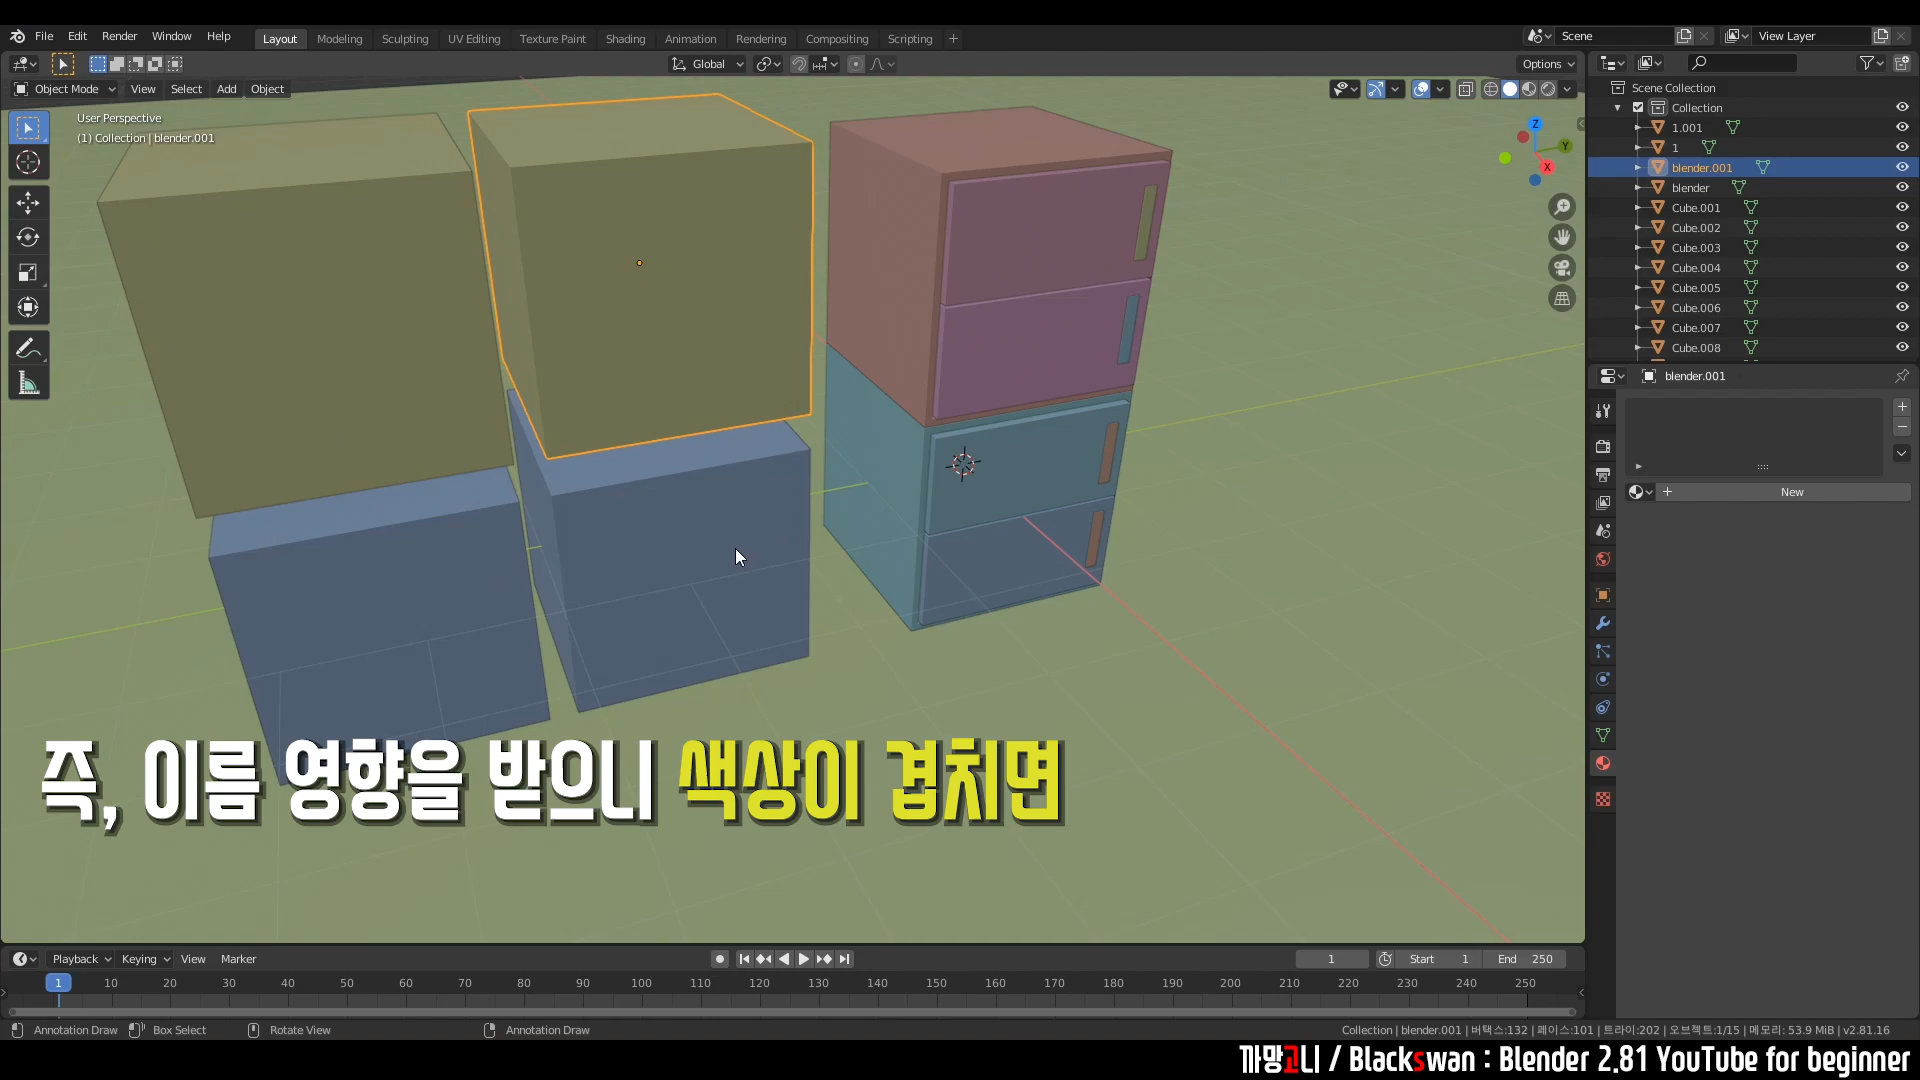 File Edit Render Window Help Layout Modeling Sculpting UV Editing Texture Paint Shading Animation Rendering Compositing Scripting + Scene View Layer
Global Options
Object Mode View Select Add Object
User Perspective
(1) Collection | blender.001
Z
Y
X
Scene Collection
Collection
1.001
1
blender.001
blender
Cube.001
Cube.002
Cube.003
Cube.004
Cube.005
Cube.006
Cube.007
Cube.008
blender.001
New
즉, 이름 영향을 받으니 색상이 겹치면
Playback Keying View Marker 1 Start 1 End 250
1 10 20 30 40 50 60 70 80 90 100 110 120 130 140 150 160 170 180 190 200 210 220 230 240 250
Annotation Draw Box Select Rotate View Annotation Draw Collection | blender.001 | 버텍스:132 | 페이스:101 | 트라이:202 | 오브젝트:1/15 | 메모리: 53.9 MiB | v2.81.16
까망고니 / Blackswan : Blender 2.81 YouTube for beginner